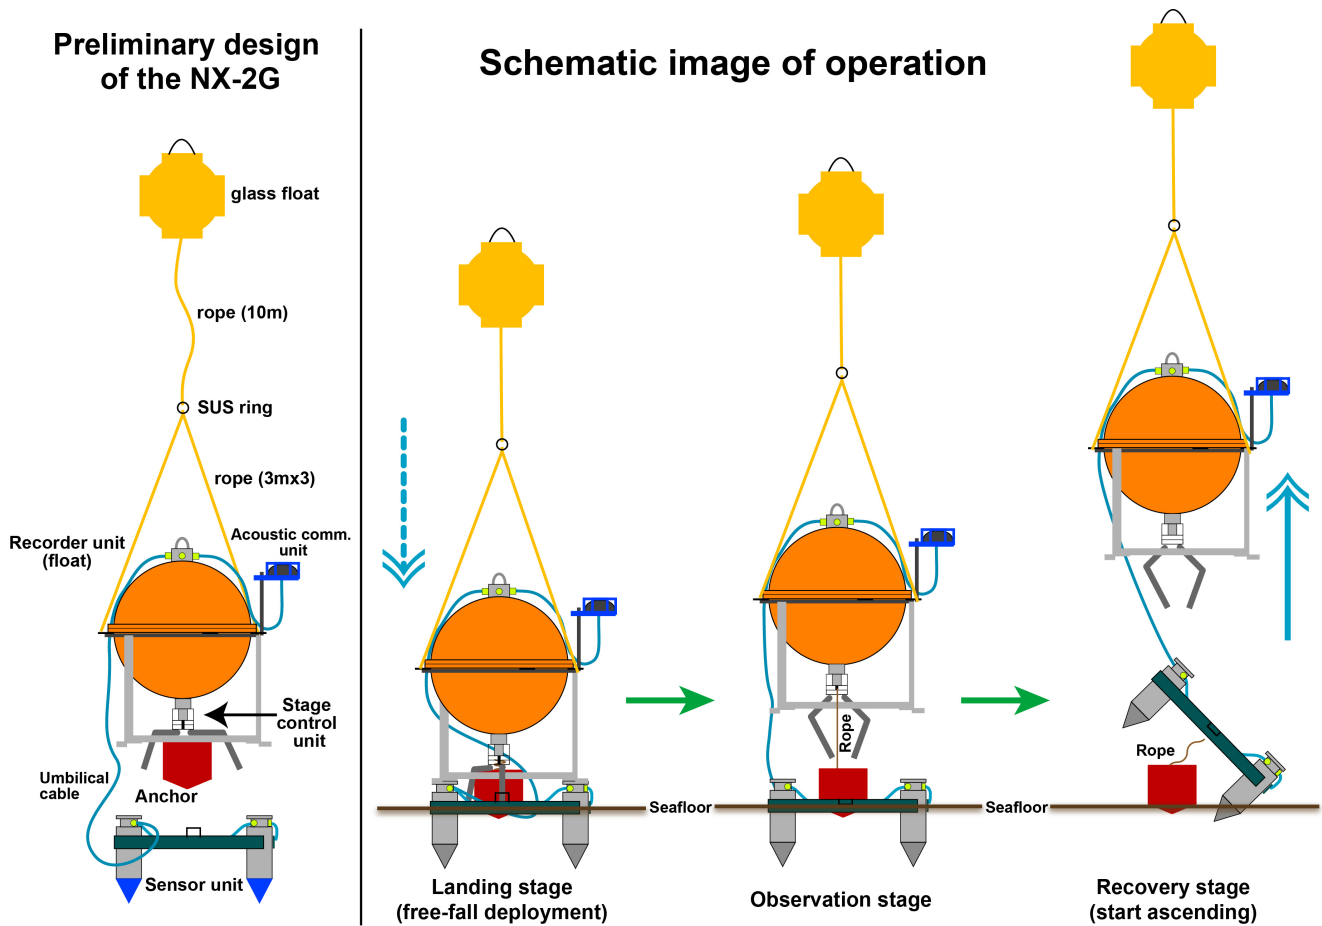 Preliminary design
of the NX-2G
glass float
rope (10m)
SUS ring
rope (3mx3)
Recorder unit
(float)
Acoustic comm.
unit
Stage
control
unit
Umbilical
cable
Anchor
Sensor unit
Schematic image of operation
Seafloor
Landing stage
(free-fall deployment)
Rope
Seafloor
Observation stage
Rope
Recovery stage
(start ascending)